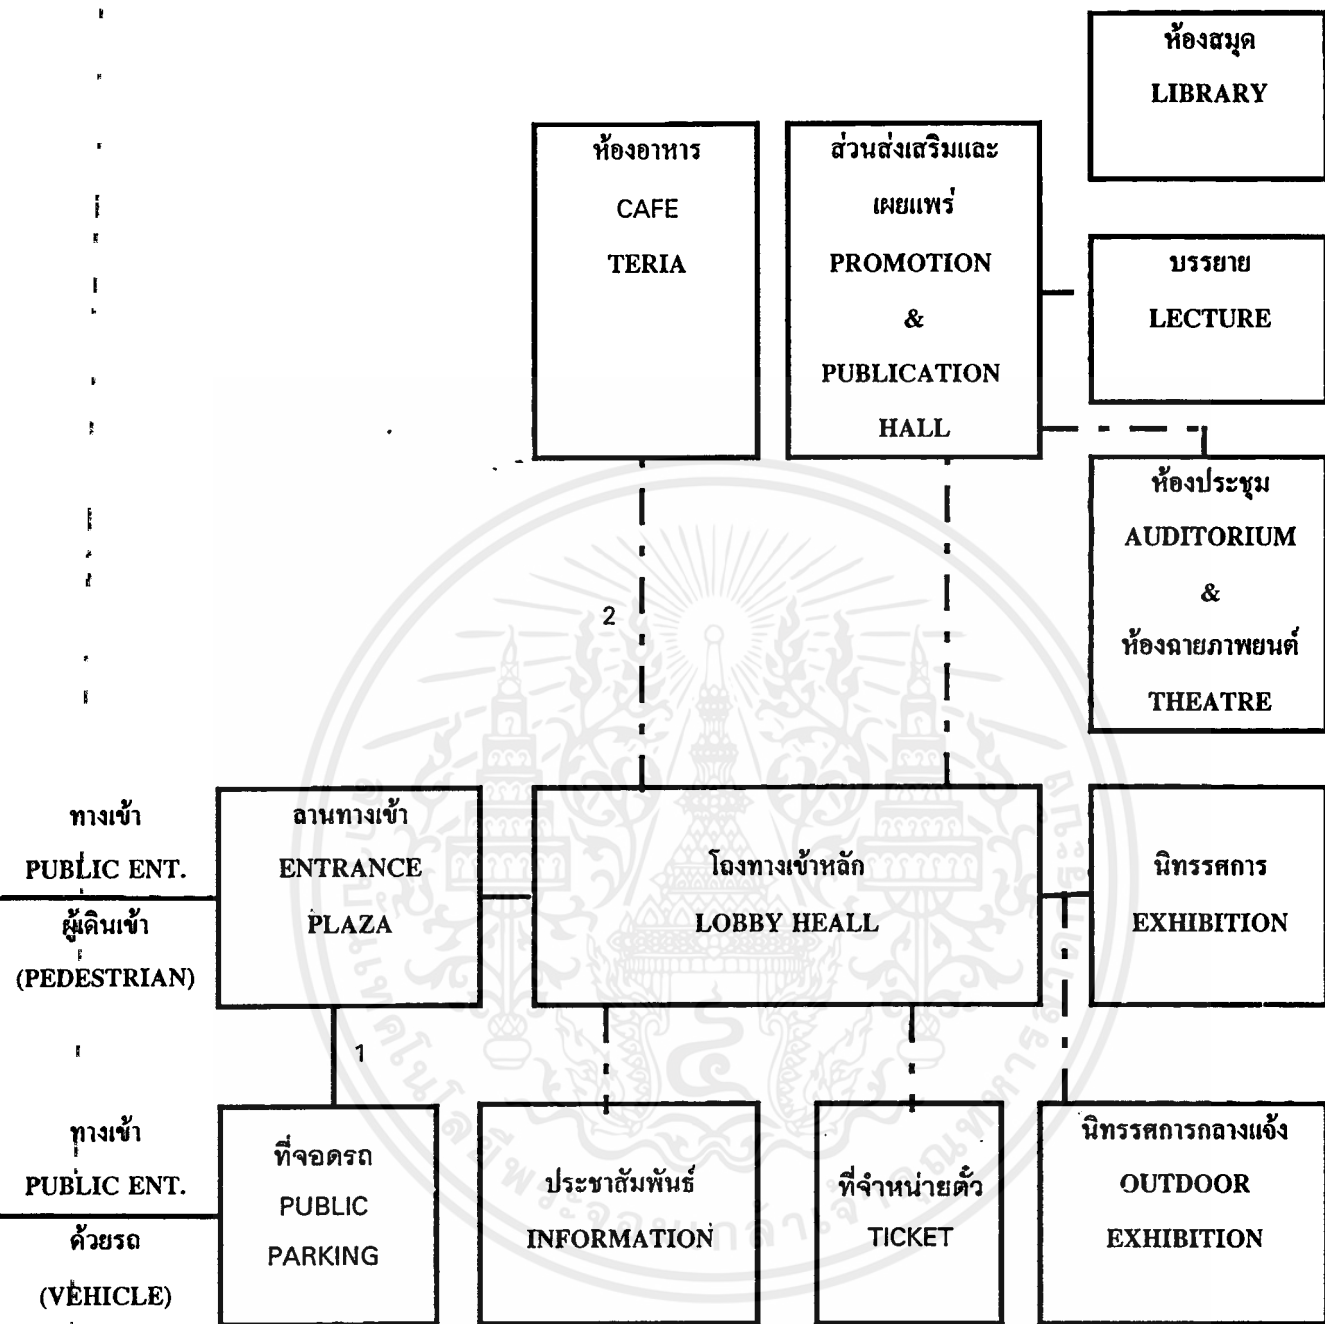 ห้องสมุด
LIBRARY
ห้องอาหาร
CAFE
TERIA
ส่วนส่งเสริมและ
เผยแพร่
PROMOTION
&
PUBLICATION
HALL
บรรยาย
LECTURE
ห้องประชุม
AUDITORIUM
&
ห้องฉายภาพยนต์
THEATRE
2
ทางเข้า
PUBLIC ENT.
ผู้เดินเข้า
(PEDESTRIAN)
ลานทางเข้า
ENTRANCE
PLAZA
โถงทางเข้าหลัก
LOBBY HEALL
นิทรรศการ
EXHIBITION
1
ทางเข้า
PUBLIC ENT.
ด้วยรถ
(VEHICLE)
ที่จอดรถ
PUBLIC
PARKING
ประชาสัมพันธ์
INFORMATION
ที่จำหน่ายตั๋ว
TICKET
นิทรรศการกลางแจ้ง
OUTDOOR
EXHIBITION